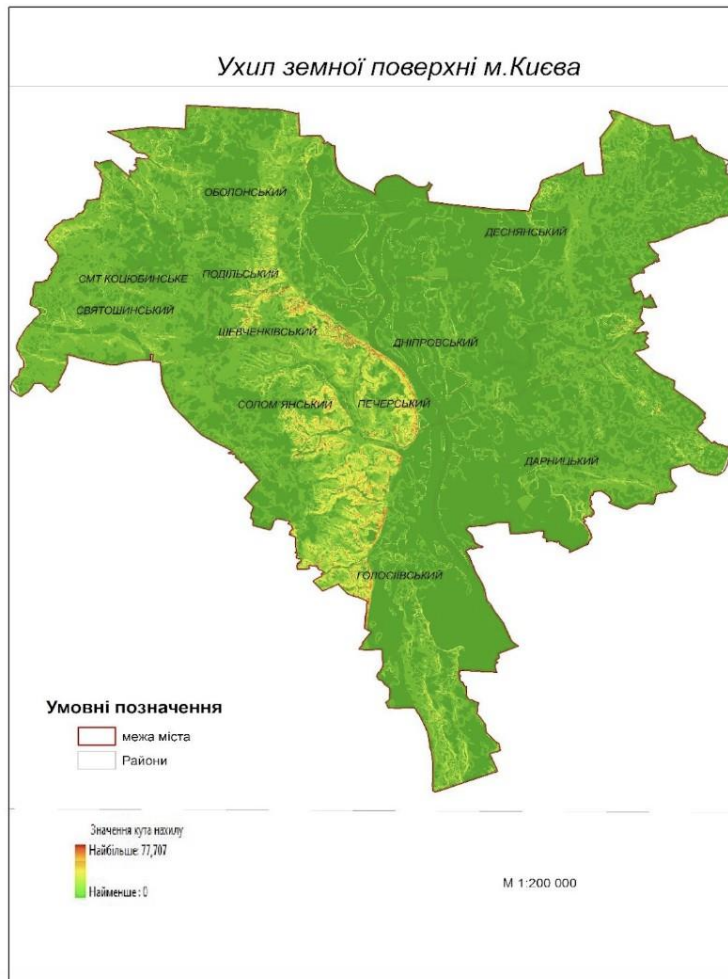 Ухил земної поверхні м.Києва
ОБОЛОНСЬКИЙ
ДЕСНЯНСЬКИЙ
СМТ КОЦЮБИНСЬКЕ
ПОДІЛЬСЬКИЙ
СВЯТОШИНСЬКИЙ
ШЕВЧЕНКІВСЬКИЙ
ДНІПРОВСЬКИЙ
СОЛОМ'ЯНСЬКИЙ
ПЕЧЕРСЬКИЙ
ДАРНИЦЬКИЙ
ГОЛОСІЇВСЬКИЙ
Умовні позначення
межа міста
Райони
Значення кута нахилу
Найбільше: 77,707
Найменше : 0
М 1:200 000